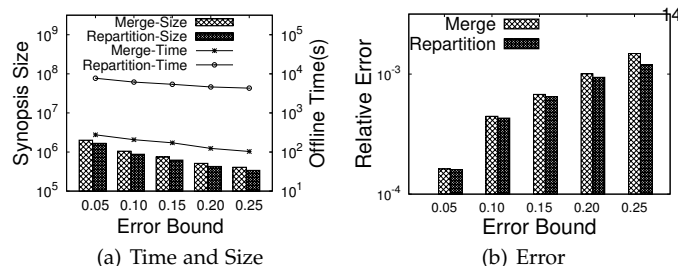 14
Merge-Size
Repartition-Size
Merge-Time
Repartition-Time
Synopsis Size
10^9
10^8
10^7
10^6
10^5
Offline Time(s)
10^5
10^4
10^3
10^2
10^1
0.05 0.10 0.15 0.20 0.25
Error Bound
(a) Time and Size
Merge
Repartition
Relative Error
10^-3
10^-4
0.05 0.10 0.15 0.20 0.25
Error Bound
(b) Error